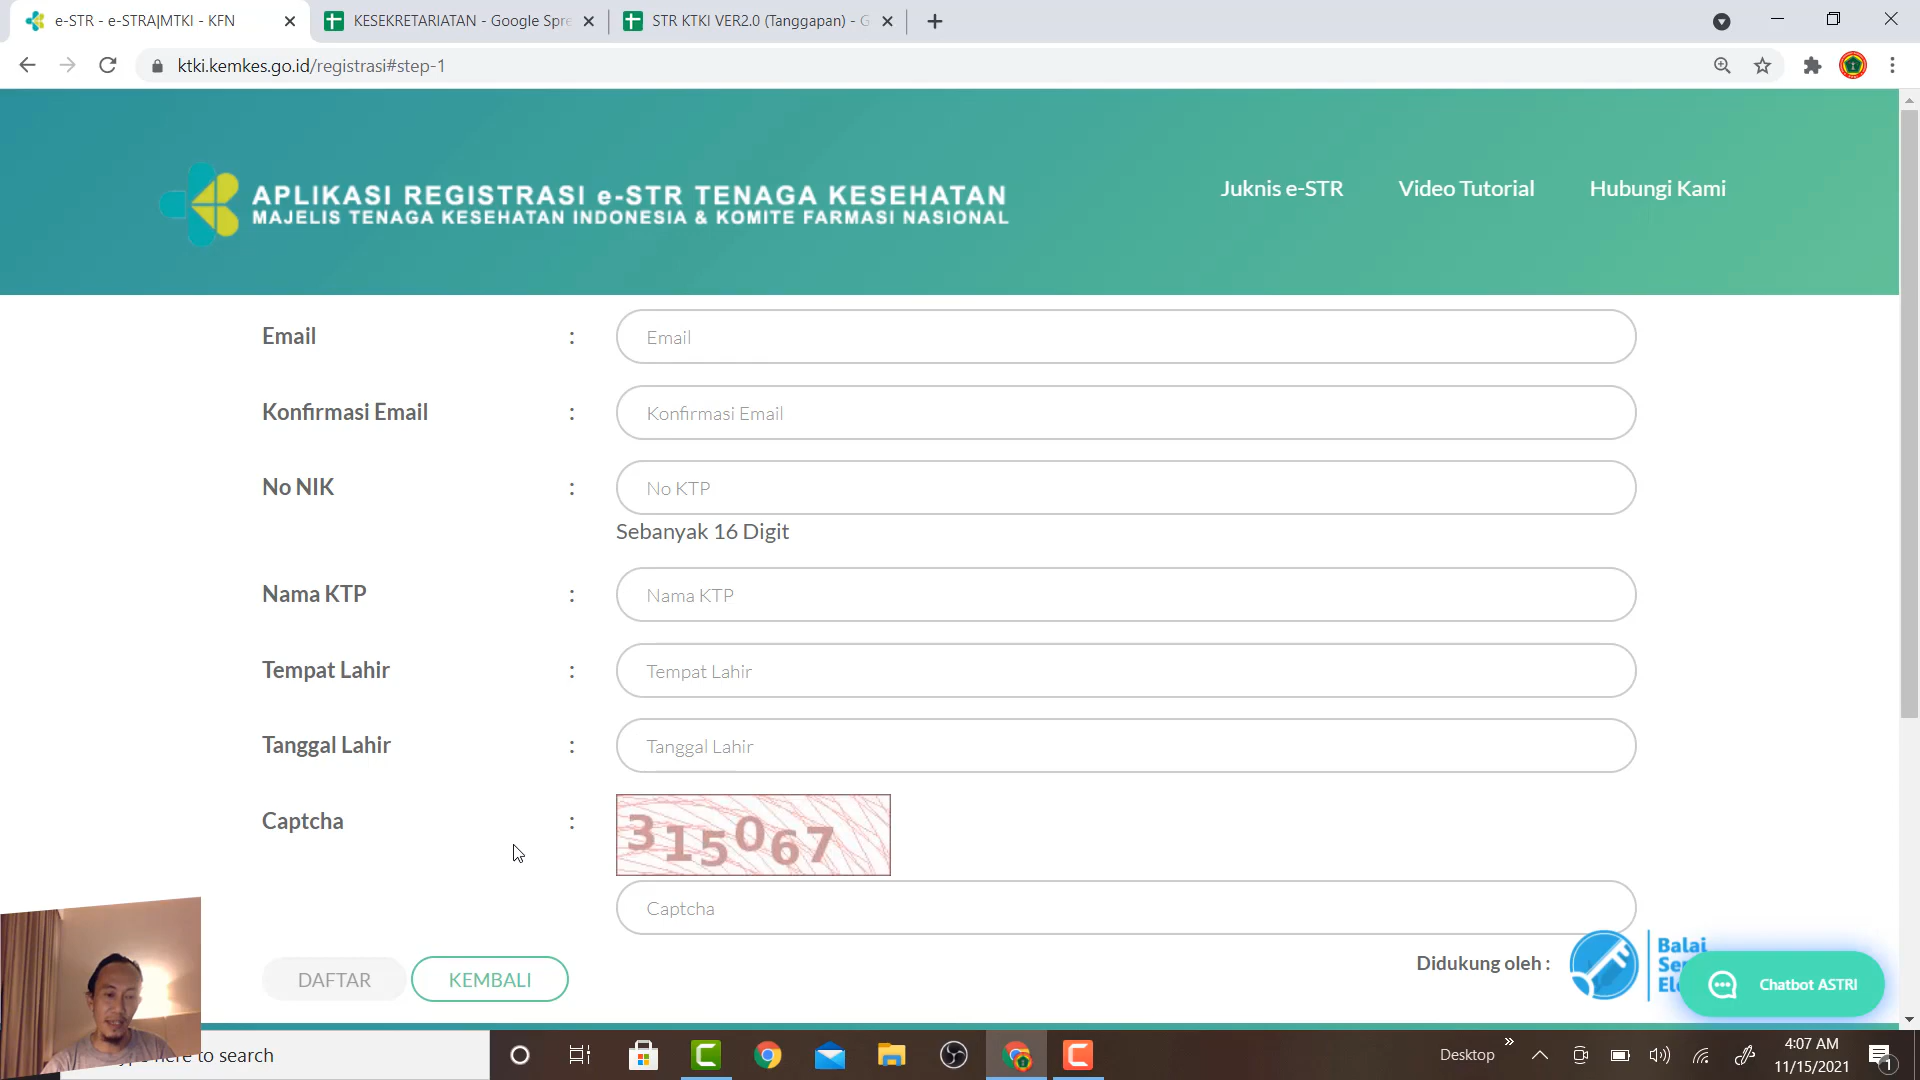 e-STR - e-STRA|MTKI - KFN
KESEKRETARIATAN - Google Spre
STR KTKI VER2.0 (Tanggapan) - G
ktki.kemkes.go.id/registrasi#step-1
APLIKASI REGISTRASI e-STR TENAGA KESEHATAN
MAJELIS TENAGA KESEHATAN INDONESIA & KOMITE FARMASI NASIONAL
Juknis e-STR
Video Tutorial
Hubungi Kami
Email : Email
Konfirmasi Email : Konfirmasi Email
No NIK : No KTP
Sebanyak 16 Digit
Nama KTP : Nama KTP
Tempat Lahir : Tempat Lahir
Tanggal Lahir : Tanggal Lahir
Captcha : 315067
Captcha
DAFTAR
KEMBALI
Didukung oleh :
Balai
Chatbot ASTRI
here to search
Desktop
4:07 AM
11/15/2021
1